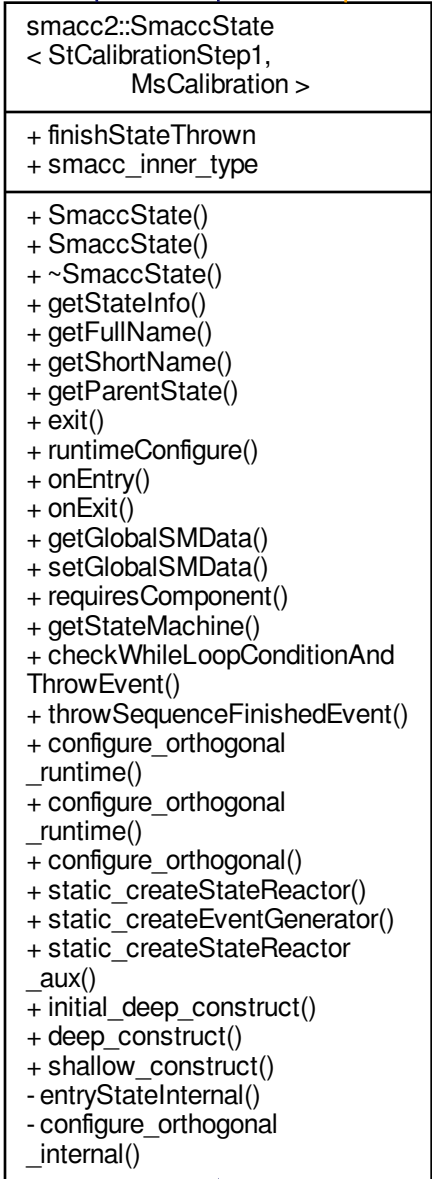 smacc2::SmaccState
< StCalibrationStep1,
MsCalibration >
+ finishStateThrown
+ smacc_inner_type
+ SmaccState()
+ SmaccState()
+ ~SmaccState()
+ getStateInfo()
+ getFullName()
+ getShortName()
+ getParentState()
+ exit()
+ runtimeConfigure()
+ onEntry()
+ onExit()
+ getGlobalSMData()
+ setGlobalSMData()
+ requiresComponent()
+ getStateMachine()
+ checkWhileLoopConditionAnd
ThrowEvent()
+ throwSequenceFinishedEvent()
+ configure_orthogonal
_runtime()
+ configure_orthogonal
_runtime()
+ configure_orthogonal()
+ static_createStateReactor()
+ static_createEventGenerator()
+ static_createStateReactor
_aux()
+ initial_deep_construct()
+ deep_construct()
+ shallow_construct()
- entryStateInternal()
- configure_orthogonal
_internal()